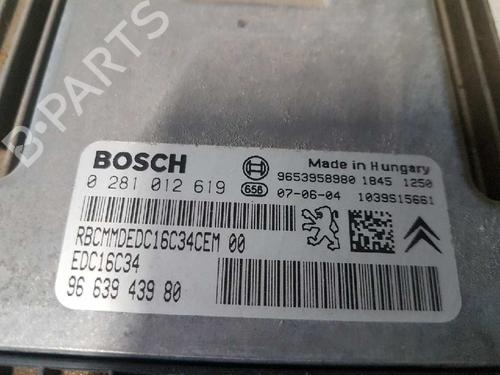 B-PARTS
BOSCH
0 281 012 619
Made in Hungary
9653958980 1845 1250
656 07-06-04 1039S15661
RBCMMDEDC16C34CEM 00
EDC16C34
96 639 439 80